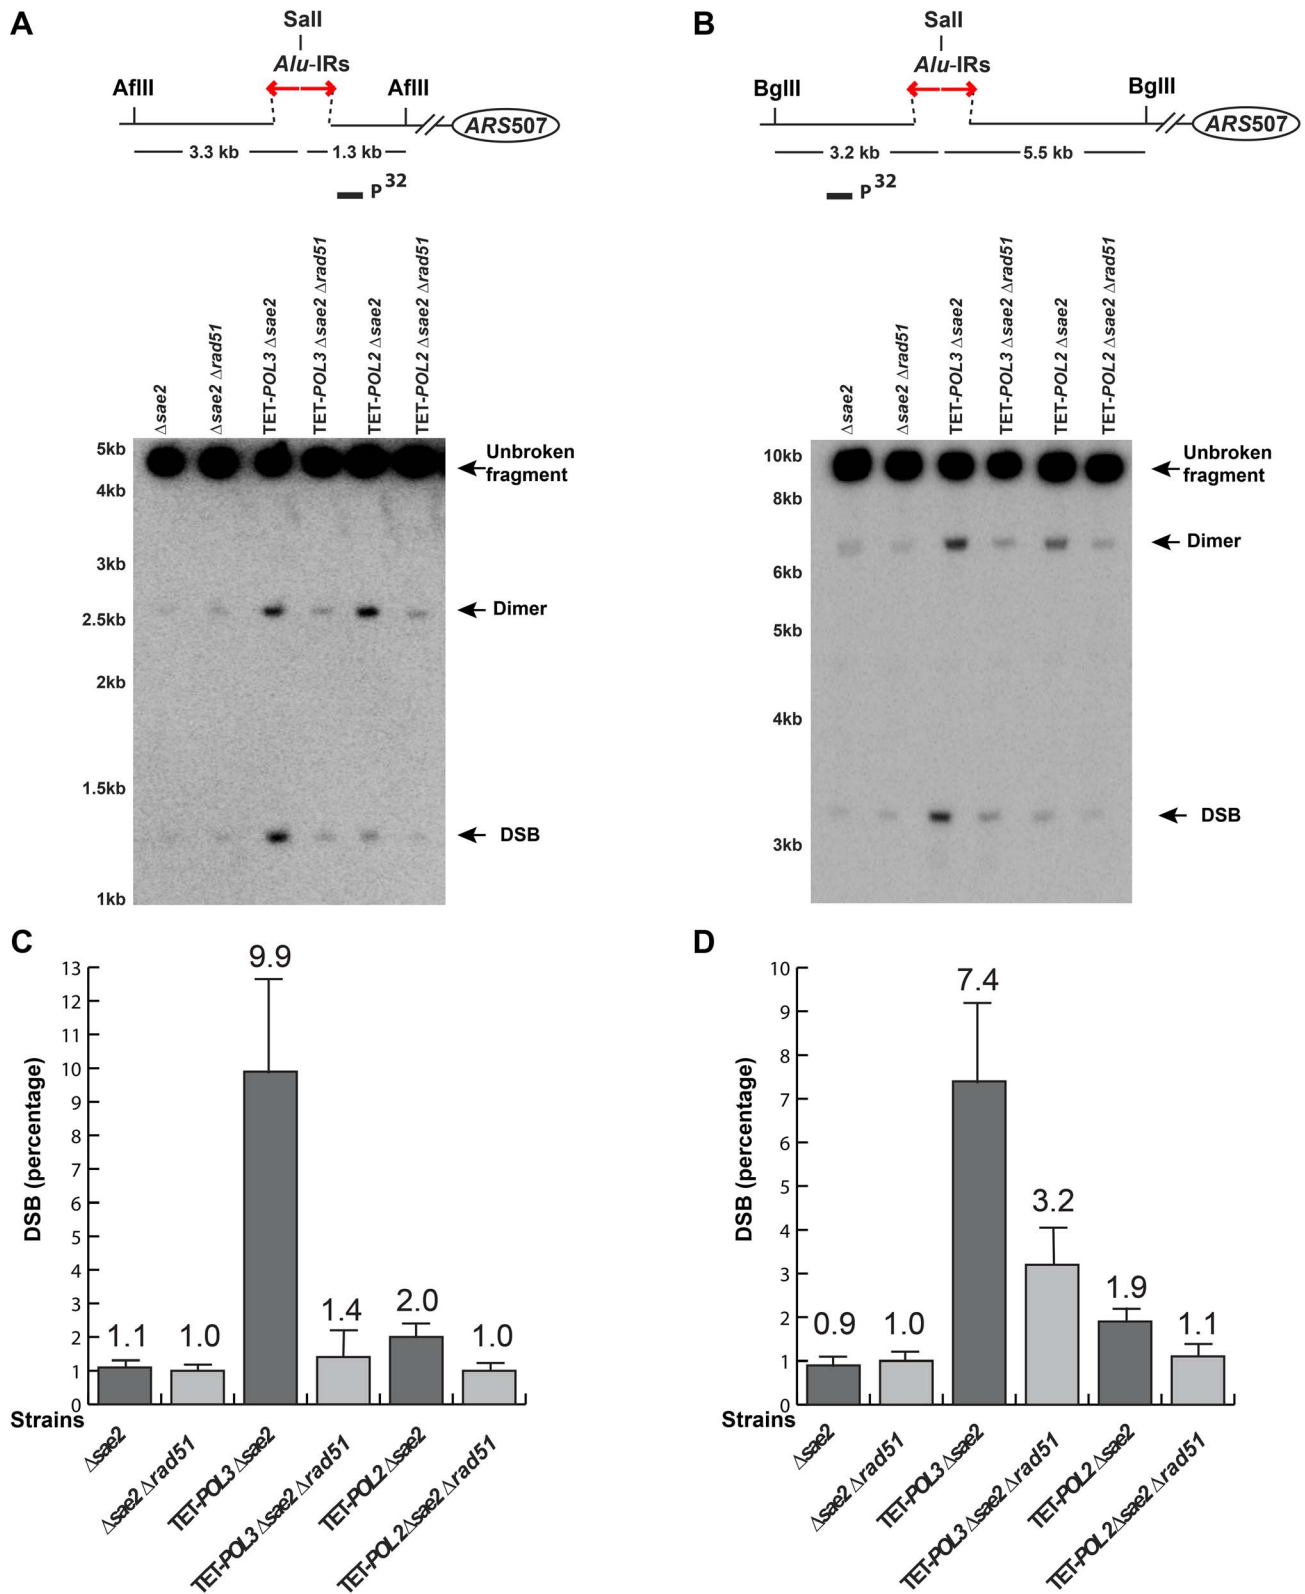 A
SalI
Alu-IRs
AflII
AflII
ARS507
3.3 kb
1.3 kb
P 32
Δsae2
Δsae2 Δrad51
TET-POL3 Δsae2
TET-POL3 Δsae2 Δrad51
TET-POL2 Δsae2
TET-POL2 Δsae2 Δrad51
5kb
4kb
3kb
2.5kb
2kb
1.5kb
1kb
Unbroken
fragment
Dimer
DSB
B
SalI
Alu-IRs
BglII
BglII
ARS507
3.2 kb
5.5 kb
P 32
Δsae2
Δsae2 Δrad51
TET-POL3 Δsae2
TET-POL3 Δsae2 Δrad51
TET-POL2 Δsae2
TET-POL2 Δsae2 Δrad51
10kb
8kb
6kb
5kb
4kb
3kb
Unbroken
fragment
Dimer
DSB
C
DSB (percentage)
13
12
11
10
9
8
7
6
5
4
3
2
1
0
1.1
1.0
9.9
1.4
2.0
1.0
Strains
Δsae2
Δsae2 Δrad51
TET-POL3 Δsae2
TET-POL3 Δsae2 Δrad51
TET-POL2 Δsae2
TET-POL2Δsae2 Δrad51
D
DSB (percentage)
10
9
8
7
6
5
4
3
2
1
0
0.9
1.0
7.4
3.2
1.9
1.1
Strains
Δsae2
Δsae2 Δrad51
TET-POL3 Δsae2
TET-POL3 Δsae2 Δrad51
TET-POL2 Δsae2
TET-POL2Δsae2 Δrad51